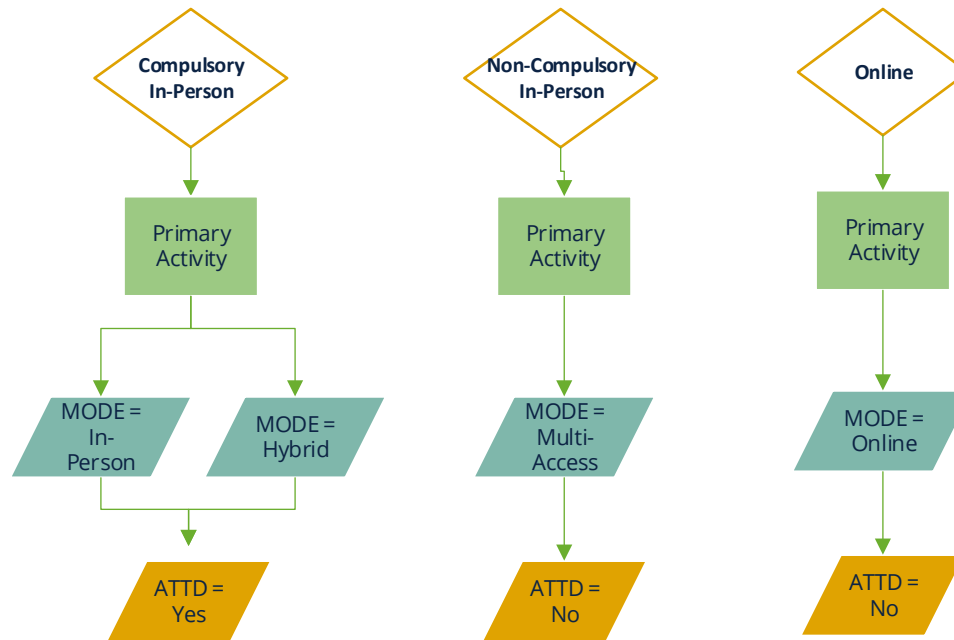 Compulsory
In-Person
Non-Compulsory
In-Person
Online
Primary
Activity
Primary
Activity
Primary
Activity
MODE =
In-
Person
MODE =
Hybrid
MODE =
Multi-
Access
MODE =
Online
ATTD =
Yes
ATTD =
No
ATTD =
No